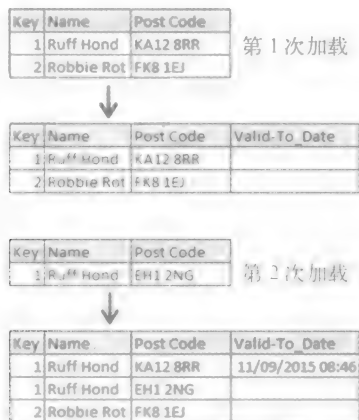 Key Name Post Code
1 Ruff Hond KA12 8RR
2 Robbie Rot FK8 1EJ
第1次加载
Key Name Post Code Valid-To_Date
1 Ruff Hond KA12 8RR
2 Robbie Rot FK8 1EJ
Key Name Post Code
1 Ruff Hond EH1 2NG
第2次加载
Key Name Post Code Valid-To_Date
1 Ruff Hond KA12 8RR 11/09/2015 08:46
1 Ruff Hond EH1 2NG
2 Robbie Rot FK8 1EJ